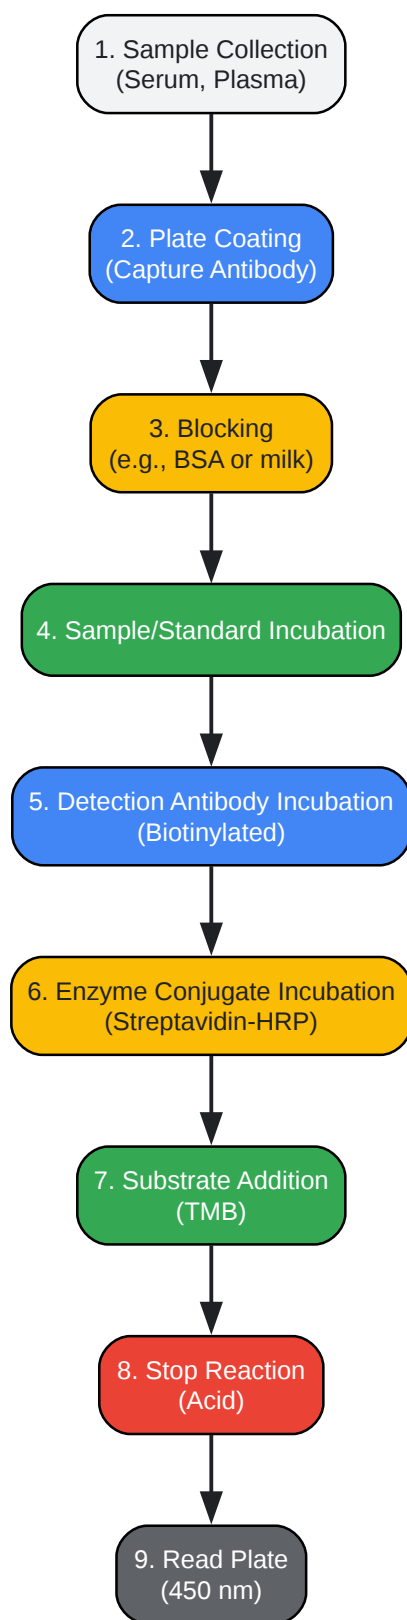 1. Sample Collection
(Serum, Plasma)
2. Plate Coating
(Capture Antibody)
3. Blocking
(e.g., BSA or milk)
4. Sample/Standard Incubation
5. Detection Antibody Incubation
(Biotinylated)
6. Enzyme Conjugate Incubation
(Streptavidin-HRP)
7. Substrate Addition
(TMB)
8. Stop Reaction
(Acid)
9. Read Plate
(450 nm)